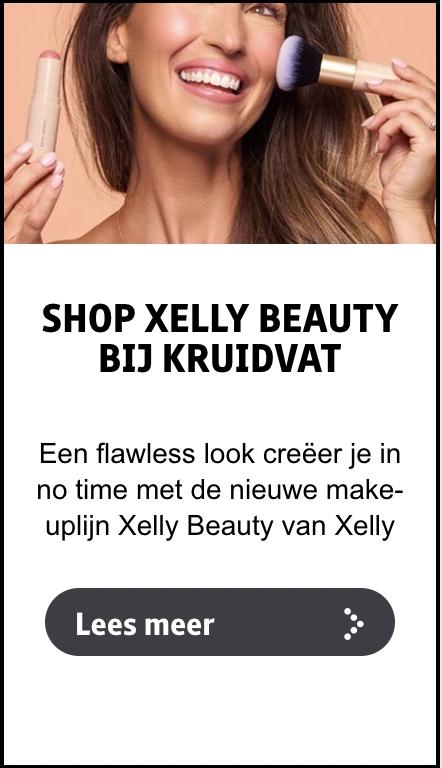 SHOP XELLY BEAUTY
BIJ KRUIDVAT
Een flawless look creëer je in
no time met de nieuwe make-
uplijn Xelly Beauty van Xelly
Lees meer